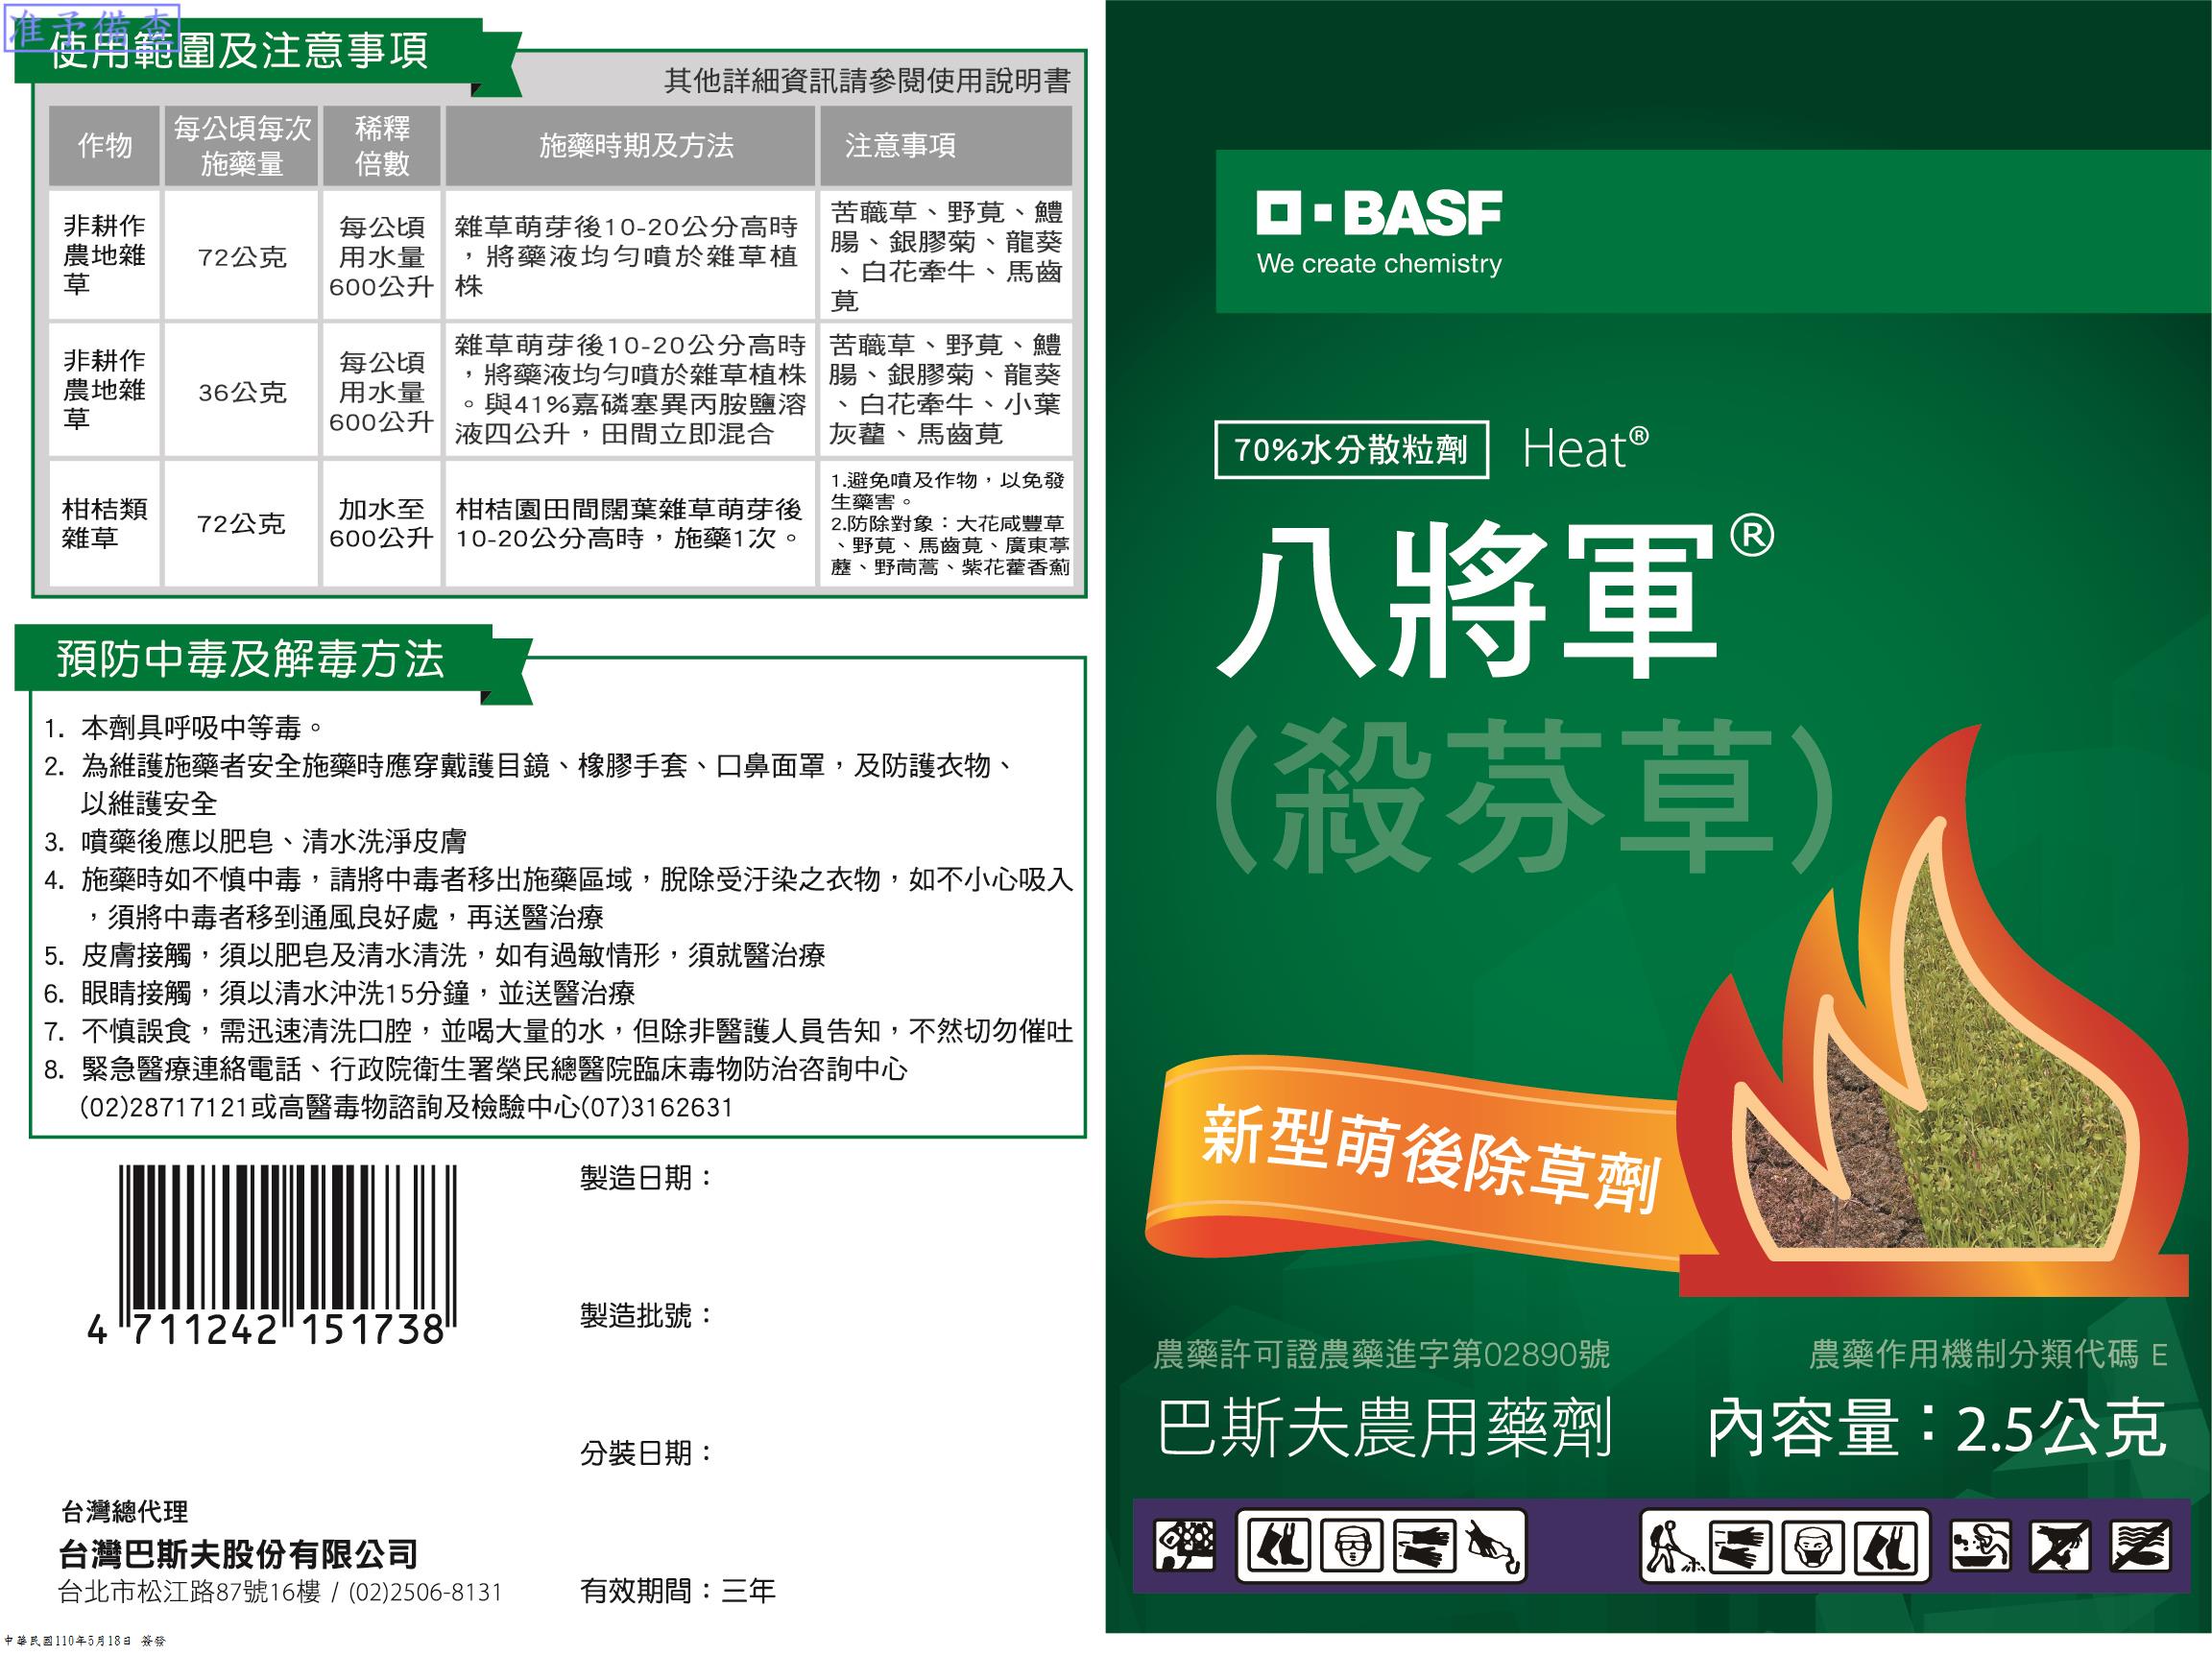 准予備查
使用範圍及注意事項
其他詳細資訊請參閱使用說明書
作物
每公頃每次
施藥量
稀釋
倍數
施藥時期及方法
注意事項
非耕作
農地雜
草
72公克
每公頃
用水量
600公升
雜草萌芽後10-20公分高時
，將藥液均勻噴於雜草植
株
苦蘵草、野莧、鱧
腸、銀膠菊、龍葵
、白花牽牛、馬齒
莧
非耕作
農地雜
草
36公克
每公頃
用水量
600公升
雜草萌芽後10-20公分高時
，將藥液均勻噴於雜草植株
。與41%嘉磷塞異丙胺鹽溶
液四公升，田間立即混合
苦蘵草、野莧、鱧
腸、銀膠菊、龍葵
、白花牽牛、小葉
灰藋、馬齒莧
柑桔類
雜草
72公克
加水至
600公升
柑桔園田間闊葉雜草萌芽後
10-20公分高時，施藥1次。
1.避免噴及作物，以免發
生藥害。
2.防除對象：大花咸豐草
、野莧、馬齒莧、廣東葶
藶、野茼蒿、紫花藿香薊
預防中毒及解毒方法
1. 本劑具呼吸中等毒。
2. 為維護施藥者安全施藥時應穿戴護目鏡、橡膠手套、口鼻面罩，及防護衣物、
以維護安全
3. 噴藥後應以肥皂、清水洗淨皮膚
4. 施藥時如不慎中毒，請將中毒者移出施藥區域，脫除受汙染之衣物，如不小心吸入
，須將中毒者移到通風良好處，再送醫治療
5. 皮膚接觸，須以肥皂及清水清洗，如有過敏情形，須就醫治療
6. 眼睛接觸，須以清水沖洗15分鐘，並送醫治療
7. 不慎誤食，需迅速清洗口腔，並喝大量的水，但除非醫護人員告知，不然切勿催吐
8. 緊急醫療連絡電話、行政院衛生署榮民總醫院臨床毒物防治咨詢中心
(02)28717121或高醫毒物諮詢及檢驗中心(07)3162631
4 711242 151738
製造日期：
製造批號：
分裝日期：
有效期間：三年
台灣總代理
台灣巴斯夫股份有限公司
台北市松江路87號16樓 / (02)2506-8131
中華民國110年5月18日 簽發
BASF
We create chemistry
70%水分散粒劑 Heat®
八將軍®
(殺芬草)
新型萌後除草劑
農藥許可證農藥進字第02890號
農藥作用機制分類代碼 E
巴斯夫農用藥劑
內容量：2.5公克